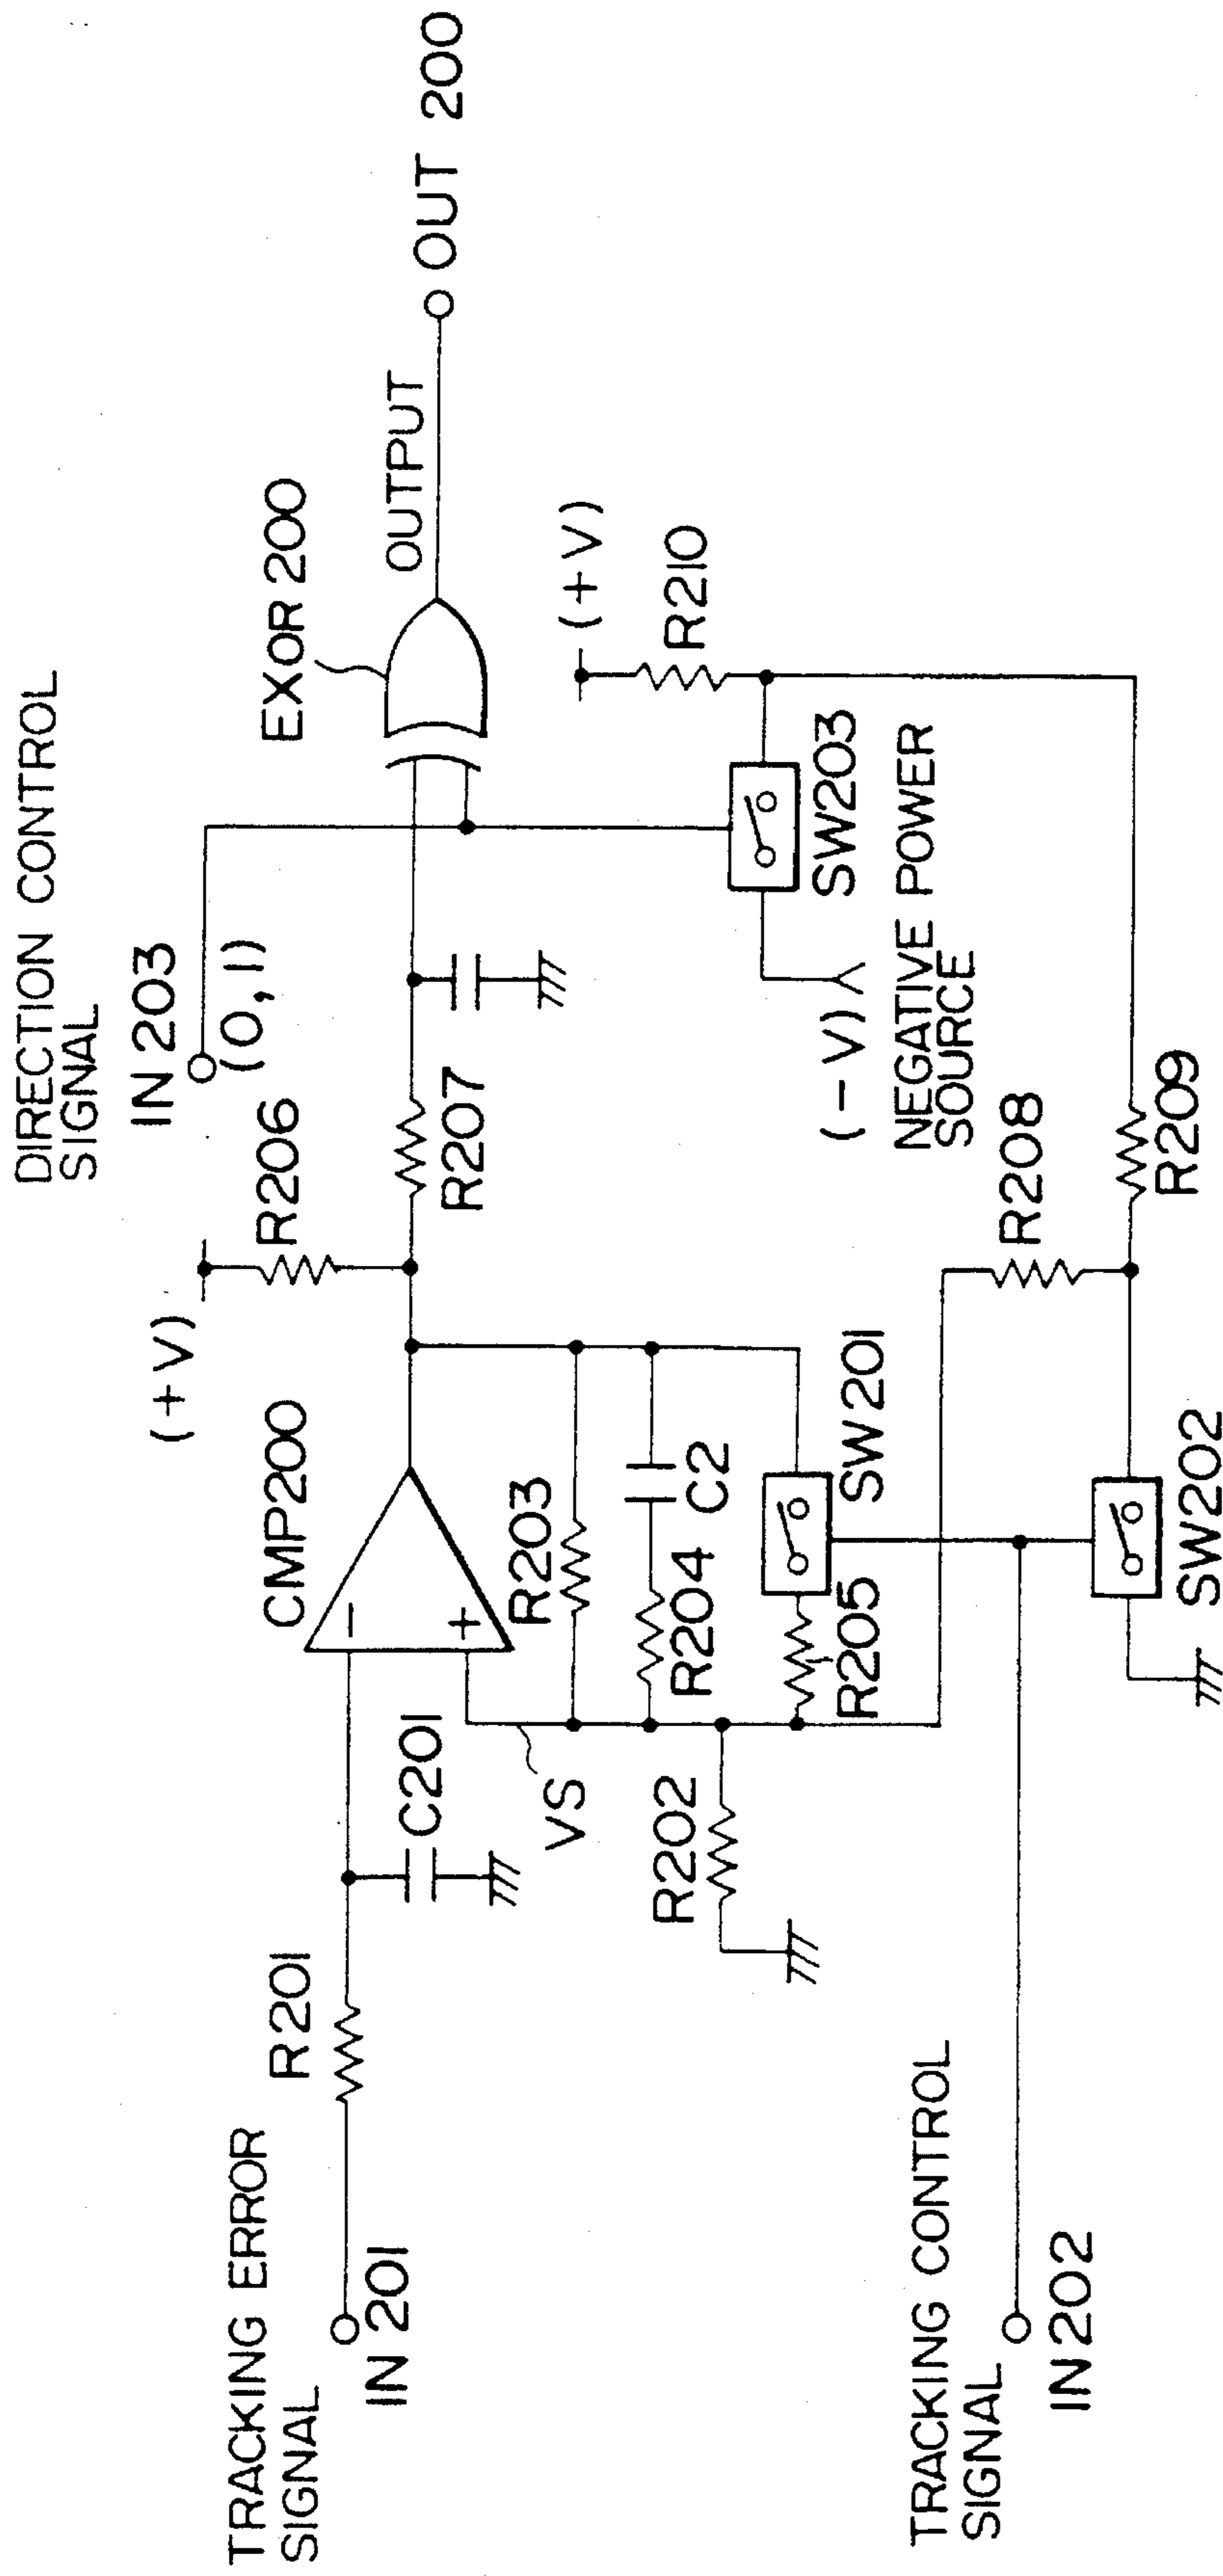 DIRECTION CONTROL
SIGNAL
IN 203
(0, 1)
(+V)
R206
EXOR 200
CMP200
R207
OUTPUT
OUT 200
TRACKING ERROR
SIGNAL
IN 201
R201
C201
−
+
VS
R203
R204
C2
R205
SW201
R202
(+V)
R210
SW203
(−V)
NEGATIVE POWER
SOURCE
R208
R209
SW202
TRACKING CONTROL
SIGNAL
IN 202